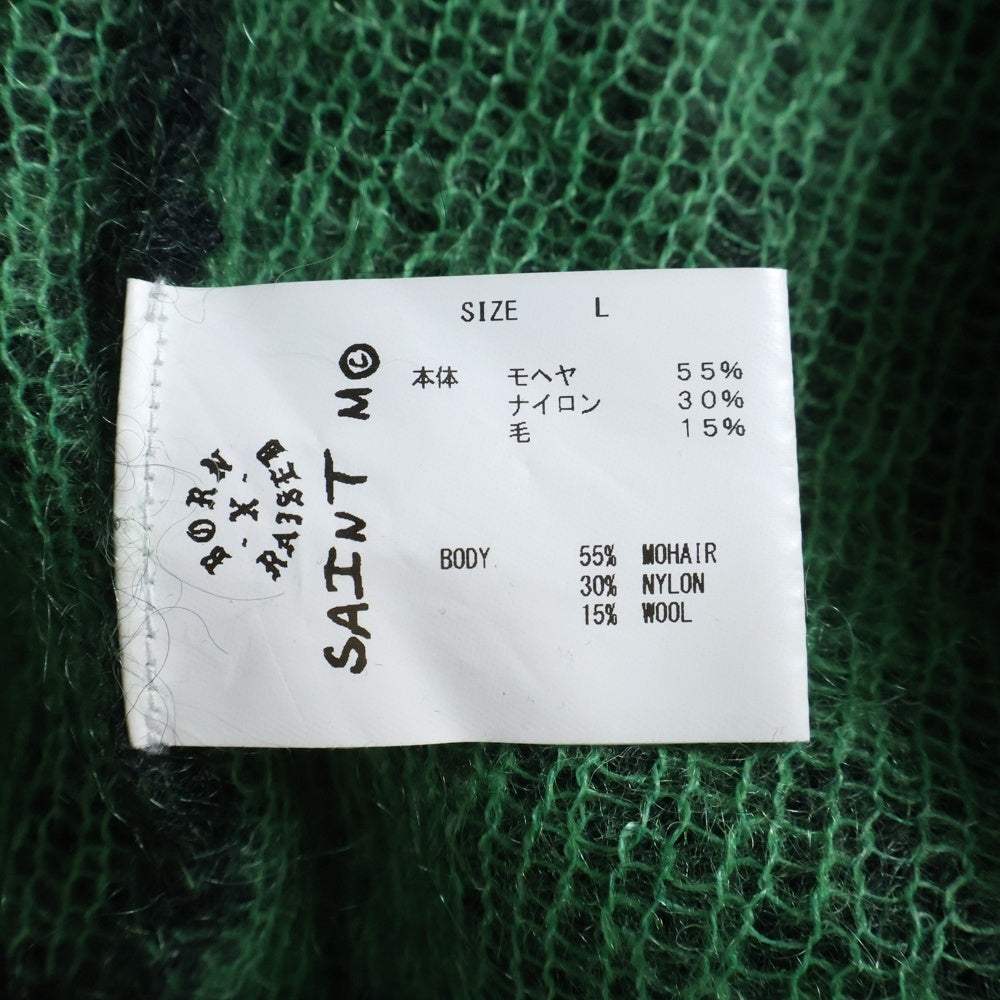 SIZE L
本体 モヘヤ 55%
ナイロン 30%
毛 15%
BODY 55% MOHAIR
30% NYLON
15% WOOL
BORN
-X-
RAISED
SAINT Mⓒ